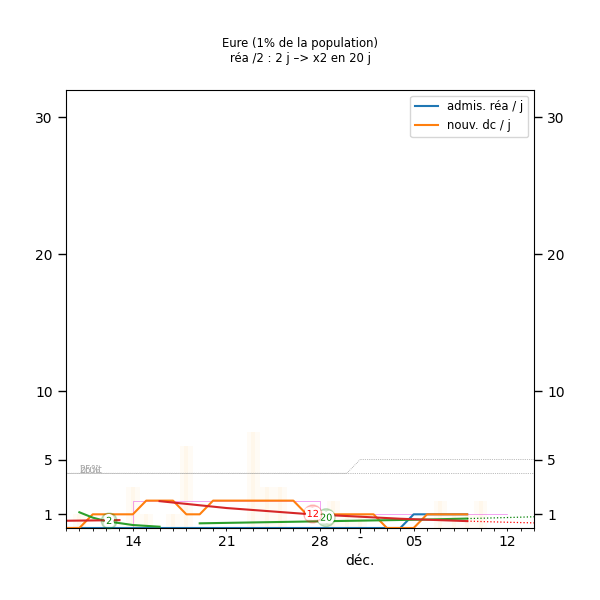 Eure (1% de la population)
réa /2 : 2 j –> x2 en 20 j
admis. réa / j
nouv. dc / j
30 30
20 20
10 10
5 5
1 1
2 12 20
14 21 28 - 05 12
déc.